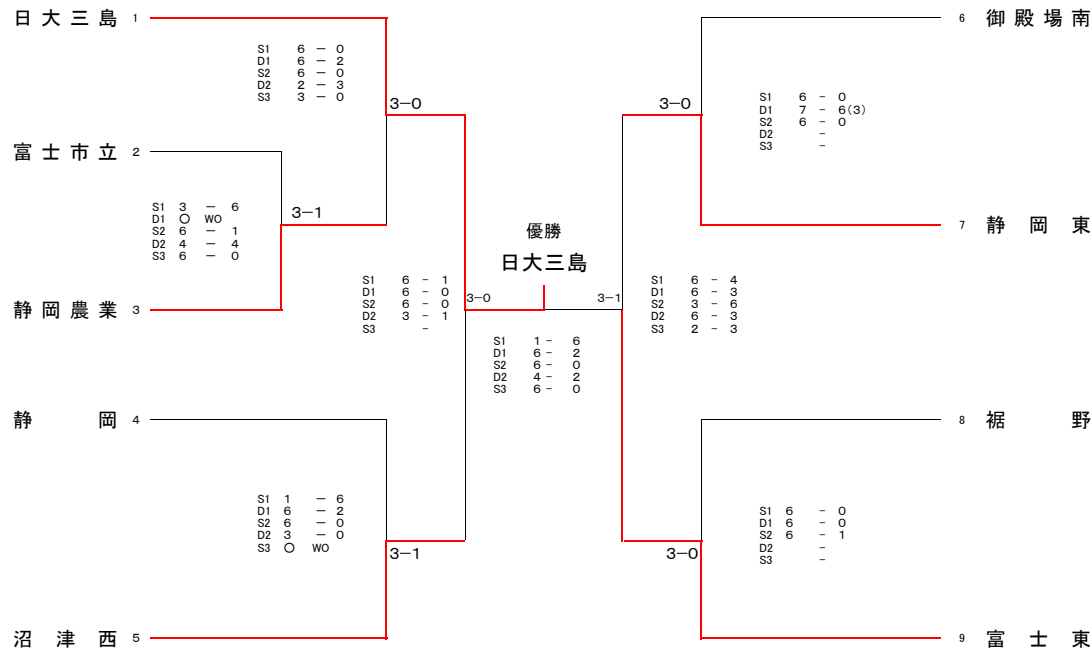 日大三島 1
S1 6 － 0
D1 6 － 2
S2 6 － 0
D2 2 － 3
S3 3 － 0
3－0
富士市立 2
S1 3 － 6
D1 ○ WO
S2 6 － 1
D2 4 － 4
S3 6 － 0
3－1
静岡農業 3
S1 6 - 1
D1 6 - 0
S2 6 - 0
D2 3 - 1
S3 -
3－0
静岡 4
S1 1 － 6
D1 6 － 2
S2 6 － 0
D2 3 － 0
S3 ○ WO
3－1
沼津西 5
優勝
日大三島
S1 1 - 6
D1 6 - 2
S2 6 - 0
D2 4 - 2
S3 6 - 0
6 御殿場南
3－0
S1 6 - 0
D1 7 - 6(3)
S2 6 - 0
D2 -
S3 -
7 静岡東
3－1
S1 6 - 4
D1 6 - 3
S2 3 - 6
D2 6 - 3
S3 2 - 3
8 裾野
S1 6 - 0
D1 6 - 0
S2 6 - 1
D2 -
S3 -
3－0
9 富士東